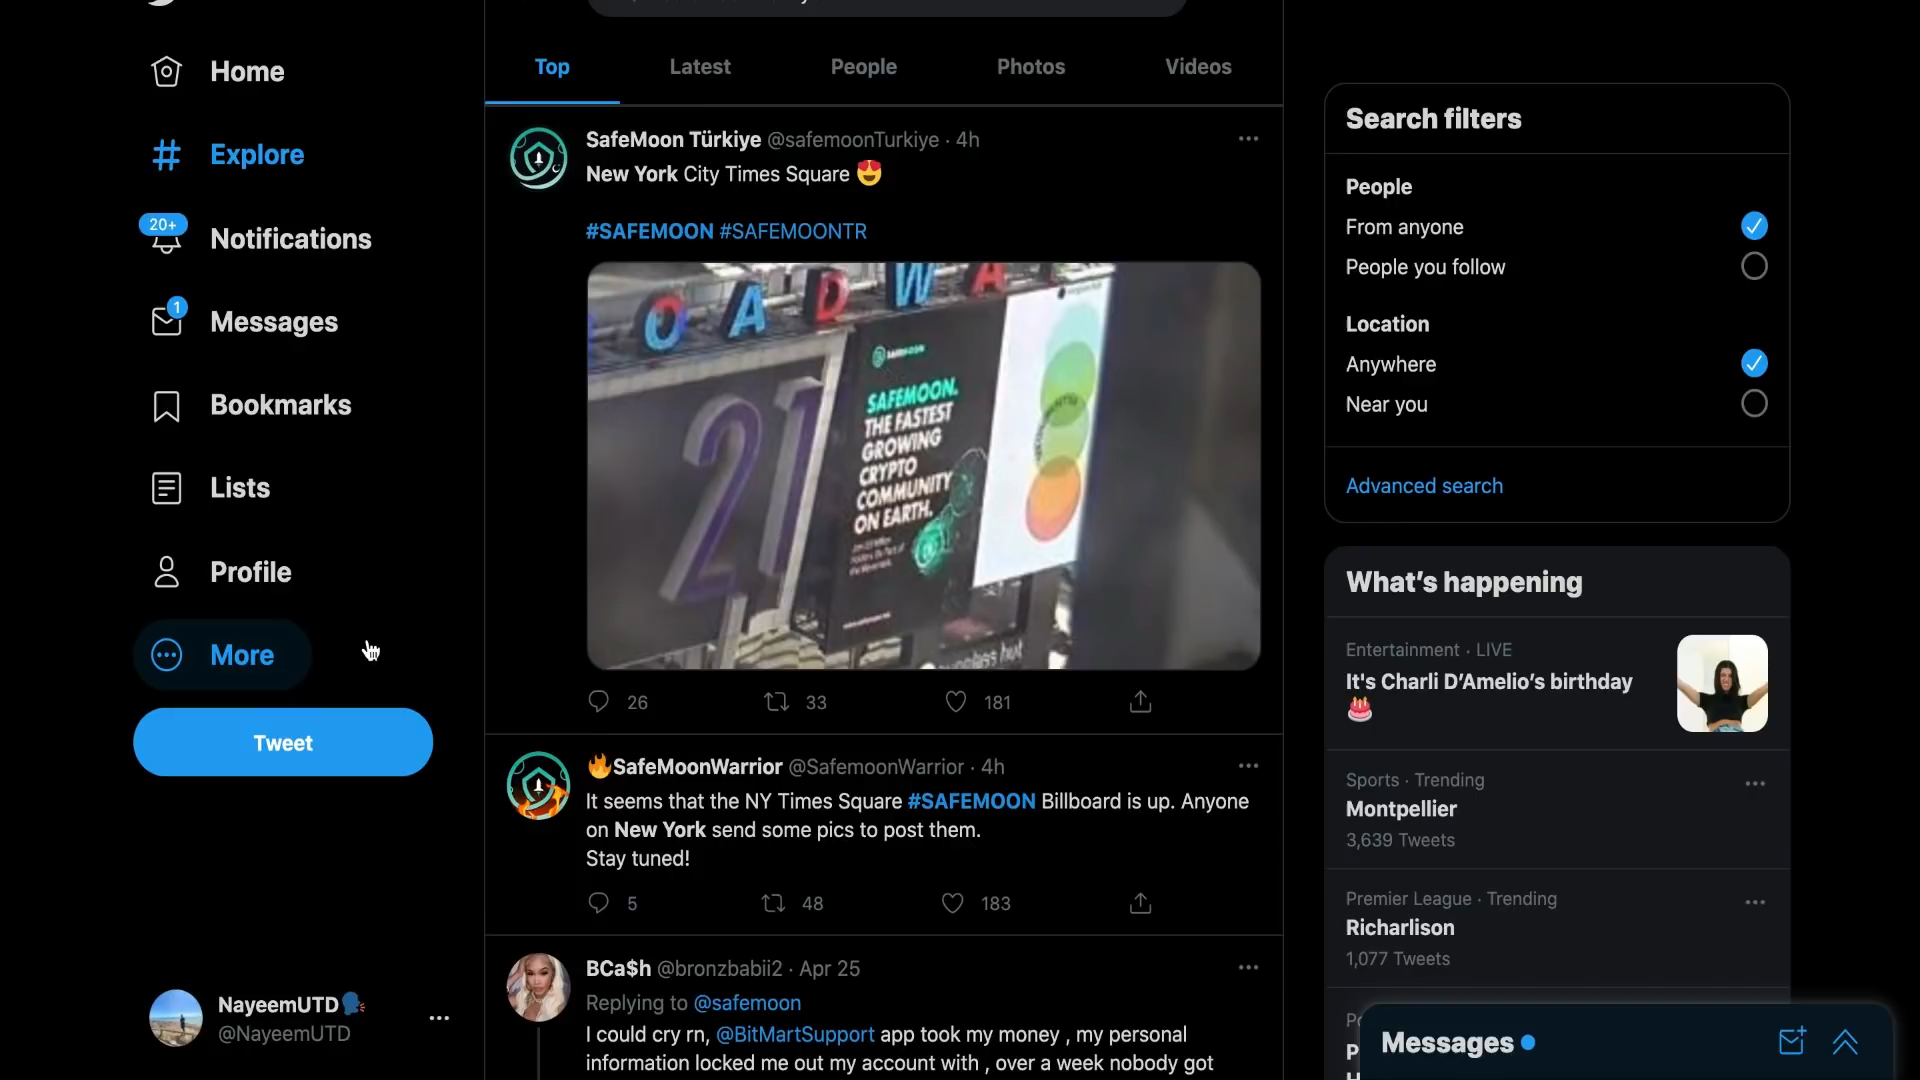 Home
Explore
20+
Notifications
1
Messages
Bookmarks
Lists
Profile
More
Tweet
NayeemUTD
@NayeemUTD
Top Latest People Photos Videos
SafeMoon Türkiye @safemoonTurkiye · 4h
New York City Times Square 😍
#SAFEMOON #SAFEMOONTR
OADWA
21
SAFEMOON
SAFEMOON.
THE FASTEST
GROWING
CRYPTO
COMMUNITY
ON EARTH.
26 33 181
🔥SafeMoonWarrior @SafemoonWarrior · 4h
It seems that the NY Times Square #SAFEMOON Billboard is up. Anyone
on New York send some pics to post them.
Stay tuned!
5 48 183
BCa$h @bronzbabii2 · Apr 25
Replying to @safemoon
I could cry rn, @BitMartSupport app took my money , my personal
information locked me out my account with , over a week nobody got
Search filters
People
From anyone
People you follow
Location
Anywhere
Near you
Advanced search
What's happening
Entertainment · LIVE
It's Charli D'Amelio's birthday
🎂
Sports · Trending
Montpellier
3,639 Tweets
Premier League · Trending
Richarlison
1,077 Tweets
Messages